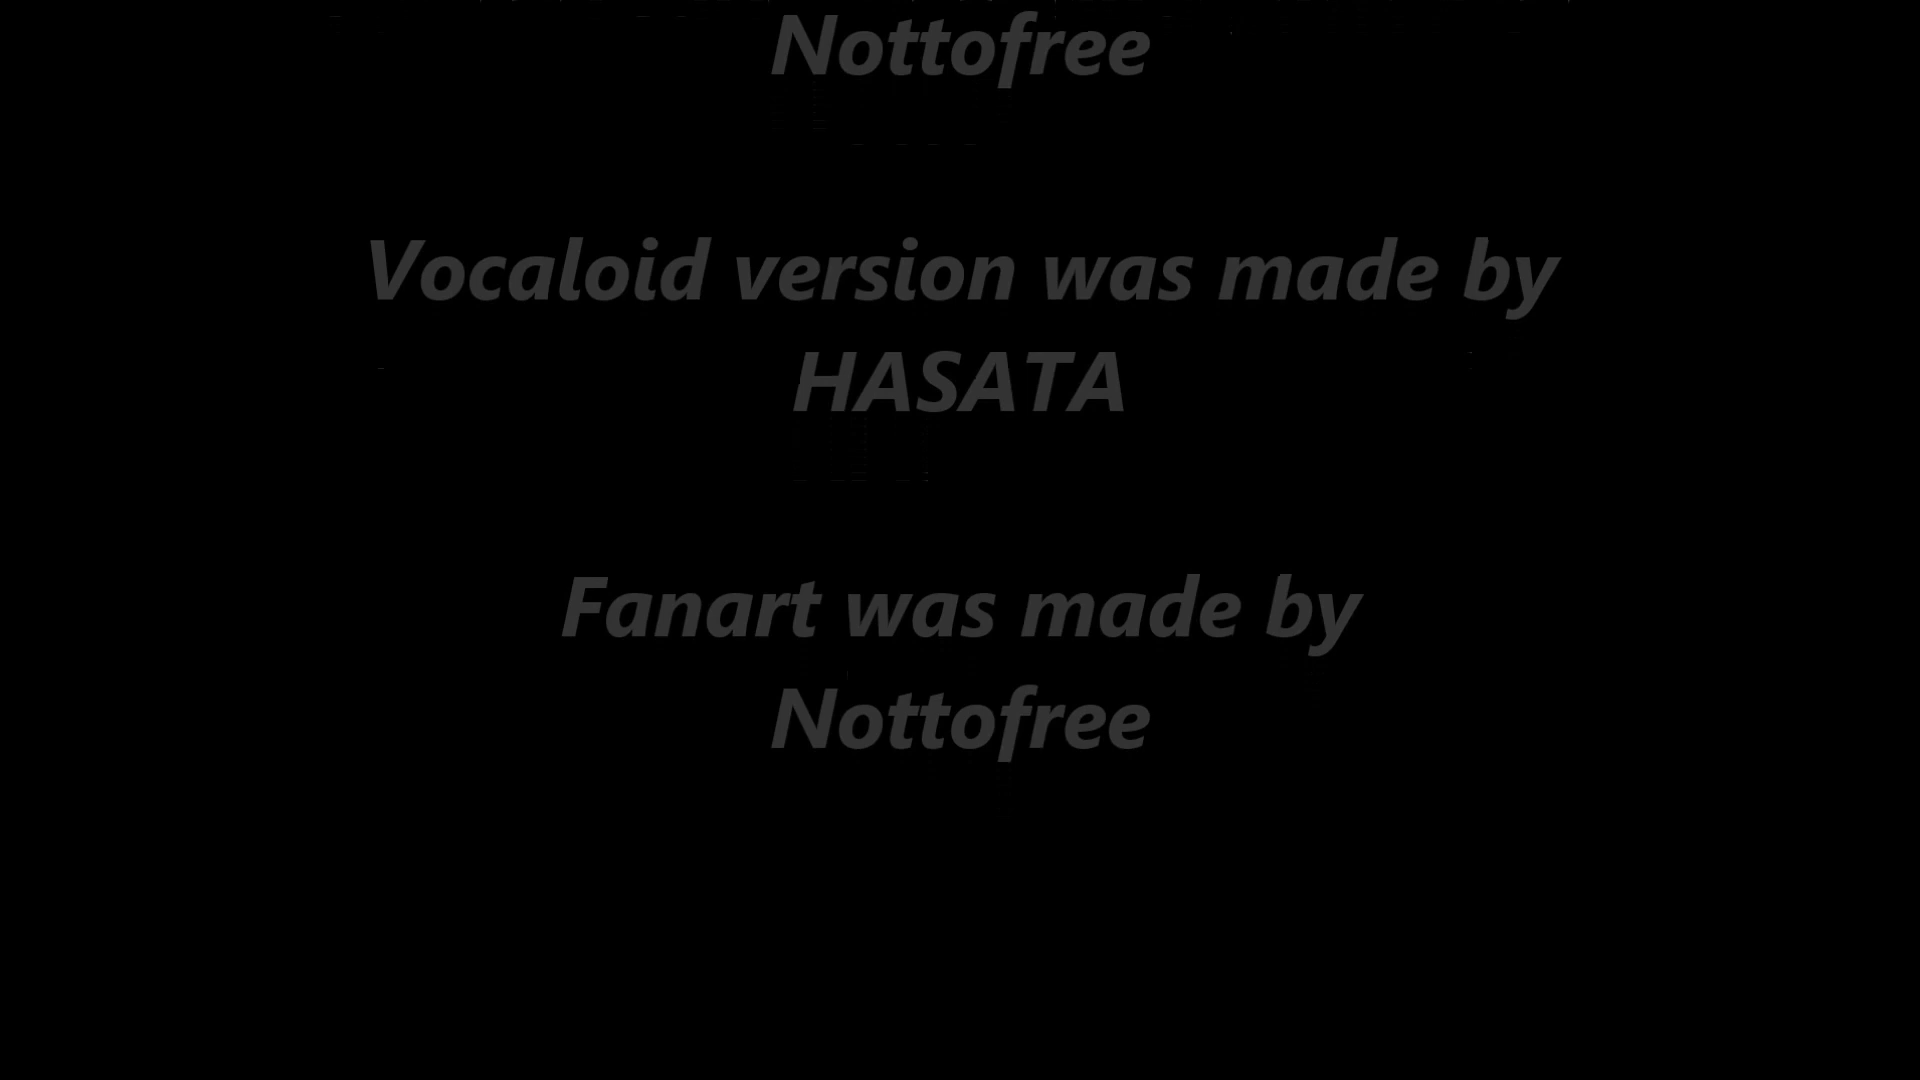 Nottofree
Vocaloid version was made by
HASATA
Fanart was made by
Nottofree